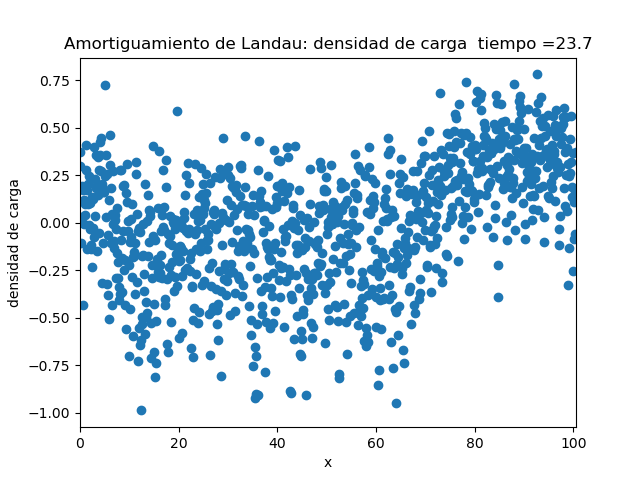 Amortiguamiento de Landau: densidad de carga  tiempo =23.7
densidad de carga
0.75
0.50
0.25
0.00
−0.25
−0.50
−0.75
−1.00
0 20 40 60 80 100
x